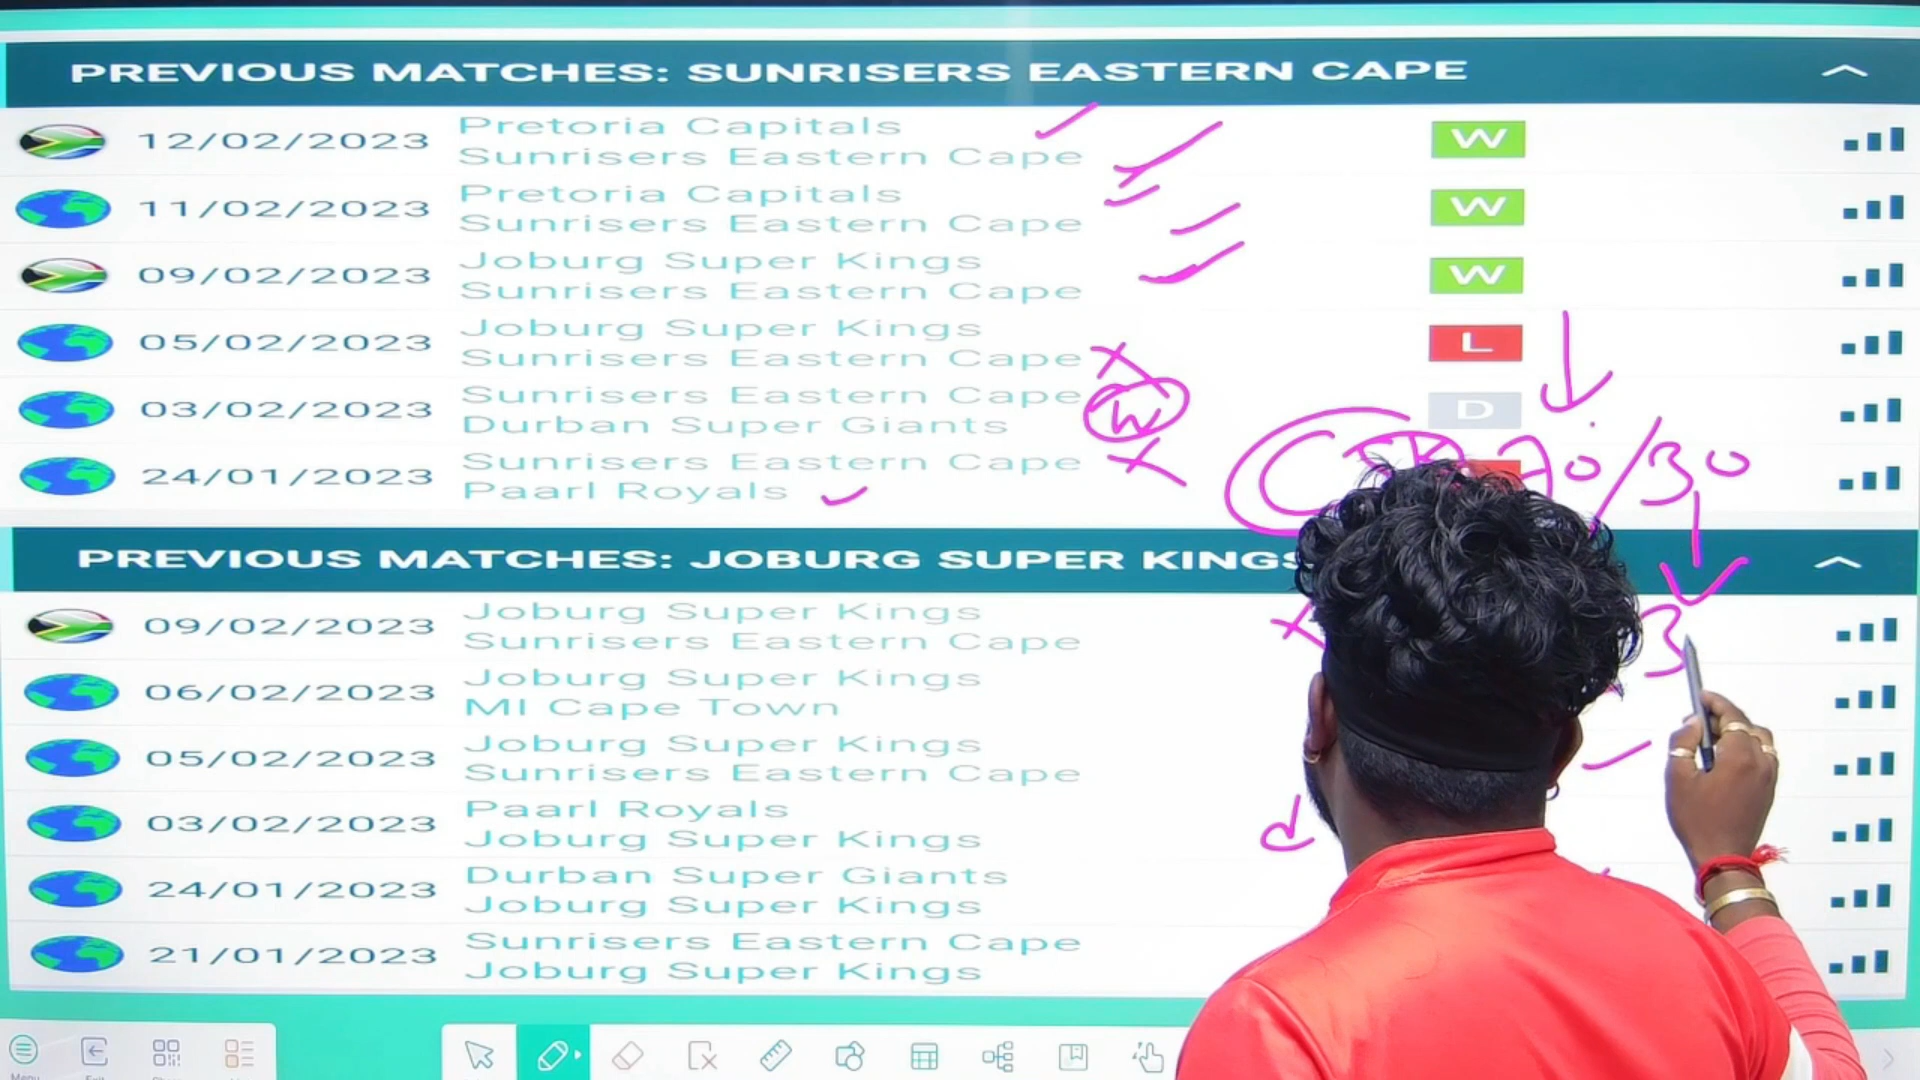 PREVIOUS MATCHES: SUNRISERS EASTERN CAPE
12/02/2023 Pretoria Capitals W
Sunrisers Eastern Cape
11/02/2023 Pretoria Capitals W
Sunrisers Eastern Cape
09/02/2023 Joburg Super Kings W
Sunrisers Eastern Cape
05/02/2023 Joburg Super Kings L
Sunrisers Eastern Cape
03/02/2023 Sunrisers Eastern Cape D
Durban Super Giants
W
24/01/2023 Sunrisers Eastern Cape
Paarl Royals
70/30
PREVIOUS MATCHES: JOBURG SUPER KINGS
09/02/2023 Joburg Super Kings
Sunrisers Eastern Cape
3
06/02/2023 Joburg Super Kings
MI Cape Town
05/02/2023 Joburg Super Kings
Sunrisers Eastern Cape
03/02/2023 Paarl Royals
Joburg Super Kings
d
24/01/2023 Durban Super Giants
Joburg Super Kings
21/01/2023 Sunrisers Eastern Cape
Joburg Super Kings
Menu